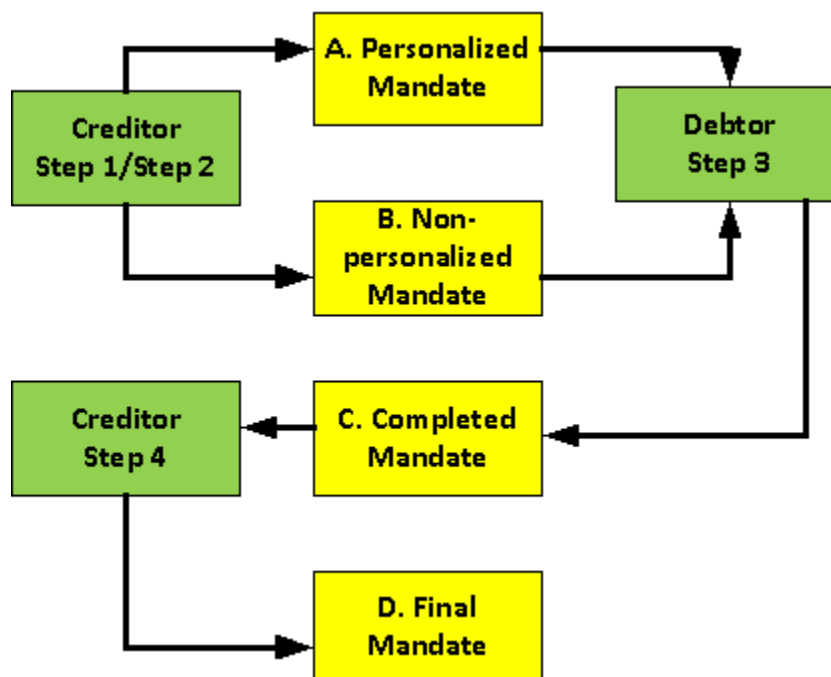 A. Personalized
Mandate
Creditor
Step 1/Step 2
Debtor
Step 3
B. Non-
personalized
Mandate
Creditor
Step 4
C. Completed
Mandate
D. Final
Mandate